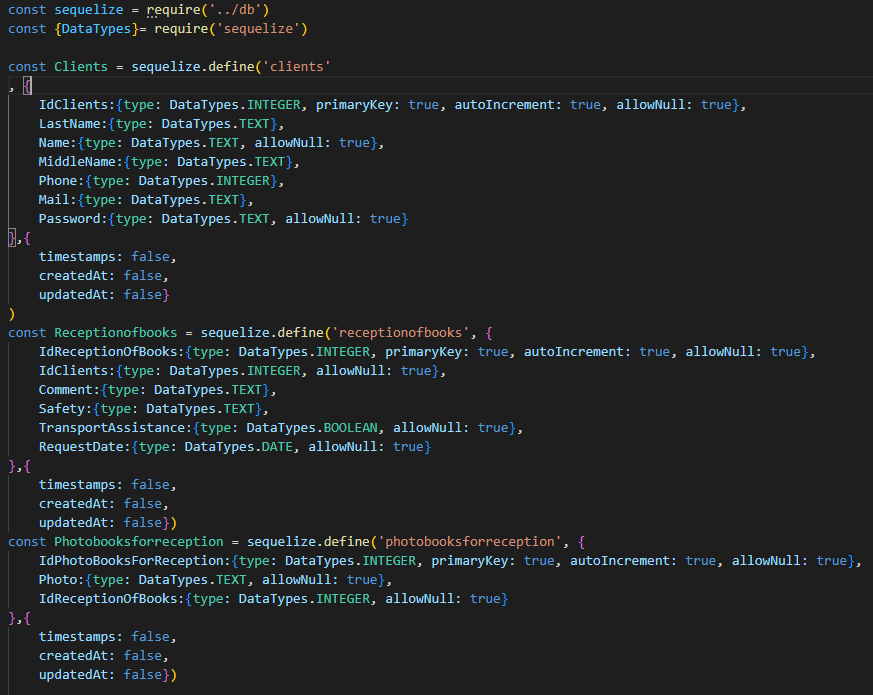 const sequelize = require('../db')
const {DataTypes}= require('sequelize')

const Clients = sequelize.define('clients'
, {
    IdClients:{type: DataTypes.INTEGER, primaryKey: true, autoIncrement: true, allowNull: true},
    LastName:{type: DataTypes.TEXT},
    Name:{type: DataTypes.TEXT, allowNull: true},
    MiddleName:{type: DataTypes.TEXT},
    Phone:{type: DataTypes.INTEGER},
    Mail:{type: DataTypes.TEXT},
    Password:{type: DataTypes.TEXT, allowNull: true}
},{
    timestamps: false,
    createdAt: false,
    updatedAt: false}
)
const Receptionofbooks = sequelize.define('receptionofbooks', {
    IdReceptionOfBooks:{type: DataTypes.INTEGER, primaryKey: true, autoIncrement: true, allowNull: true},
    IdClients:{type: DataTypes.INTEGER, allowNull: true},
    Comment:{type: DataTypes.TEXT},
    Safety:{type: DataTypes.TEXT},
    TransportAssistance:{type: DataTypes.BOOLEAN, allowNull: true},
    RequestDate:{type: DataTypes.DATE, allowNull: true}
},{
    timestamps: false,
    createdAt: false,
    updatedAt: false})
const Photobooksforreception = sequelize.define('photobooksforreception', {
    IdPhotoBooksForReception:{type: DataTypes.INTEGER, primaryKey: true, autoIncrement: true, allowNull: true},
    Photo:{type: DataTypes.TEXT, allowNull: true},
    IdReceptionOfBooks:{type: DataTypes.INTEGER, allowNull: true}
},{
    timestamps: false,
    createdAt: false,
    updatedAt: false})